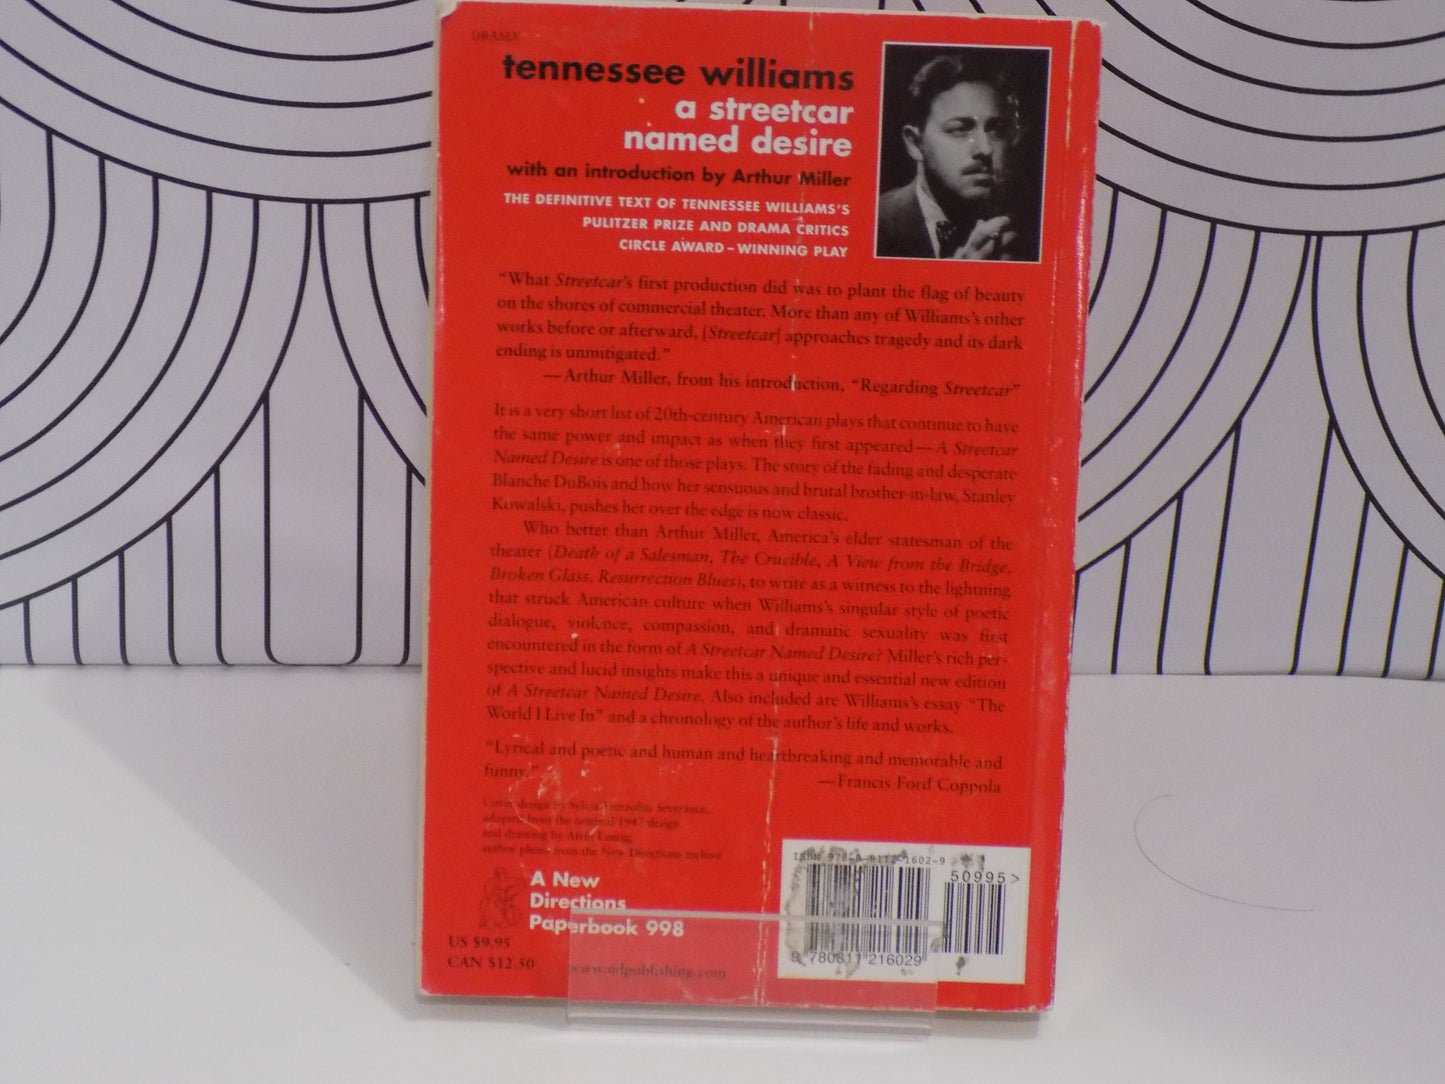 DRAMA
tennessee williams
a streetcar
named desire
with an introduction by Arthur Miller
THE DEFINITIVE TEXT OF TENNESSEE WILLIAMS'S
PULITZER PRIZE AND DRAMA CRITICS
CIRCLE AWARD–WINNING PLAY
“What Streetcar's first production did was to plant the flag of beauty
on the shores of commercial theater. More than any of Williams's other
works before or afterward, [Streetcar] approaches tragedy and its dark
ending is unmitigated.”
—Arthur Miller, from his introduction, “Regarding Streetcar”
It is a very short list of 20th-century American plays that continue to have
the same power and impact as when they first appeared—A Streetcar
Named Desire is one of those plays. The story of the fading and desperate
Blanche DuBois and how her sensuous and brutal brother-in-law, Stanley
Kowalski, pushes her over the edge is now classic.
Who better than Arthur Miller, America's elder statesman of the
theater (Death of a Salesman, The Crucible, A View from the Bridge,
Broken Glass, Resurrection Blues), to write as a witness to the lightning
that struck American culture when Williams's singular style of poetic
dialogue, violence, compassion, and dramatic sexuality was first
encountered in the form of A Streetcar Named Desire? Miller's rich per-
spective and lucid insights make this a unique and essential new edition
of A Streetcar Named Desire. Also included are Williams's essay “The
World I Live In” and a chronology of the author's life and works.
“Lyrical and poetic and human and heartbreaking and memorable and
funny.”
—Francis Ford Coppola
Cover design by Sylvia Frezzolini Severance,
adapted from the original 1947 design
and drawing by Alvin Lustig;
author photo from the New Directions archive
A New
Directions
Paperbook 998
US $9.95
CAN $12.50
www.ndpublishing.com
ISBN 978-0-8112-1602-9
50995>
9 780811 216029